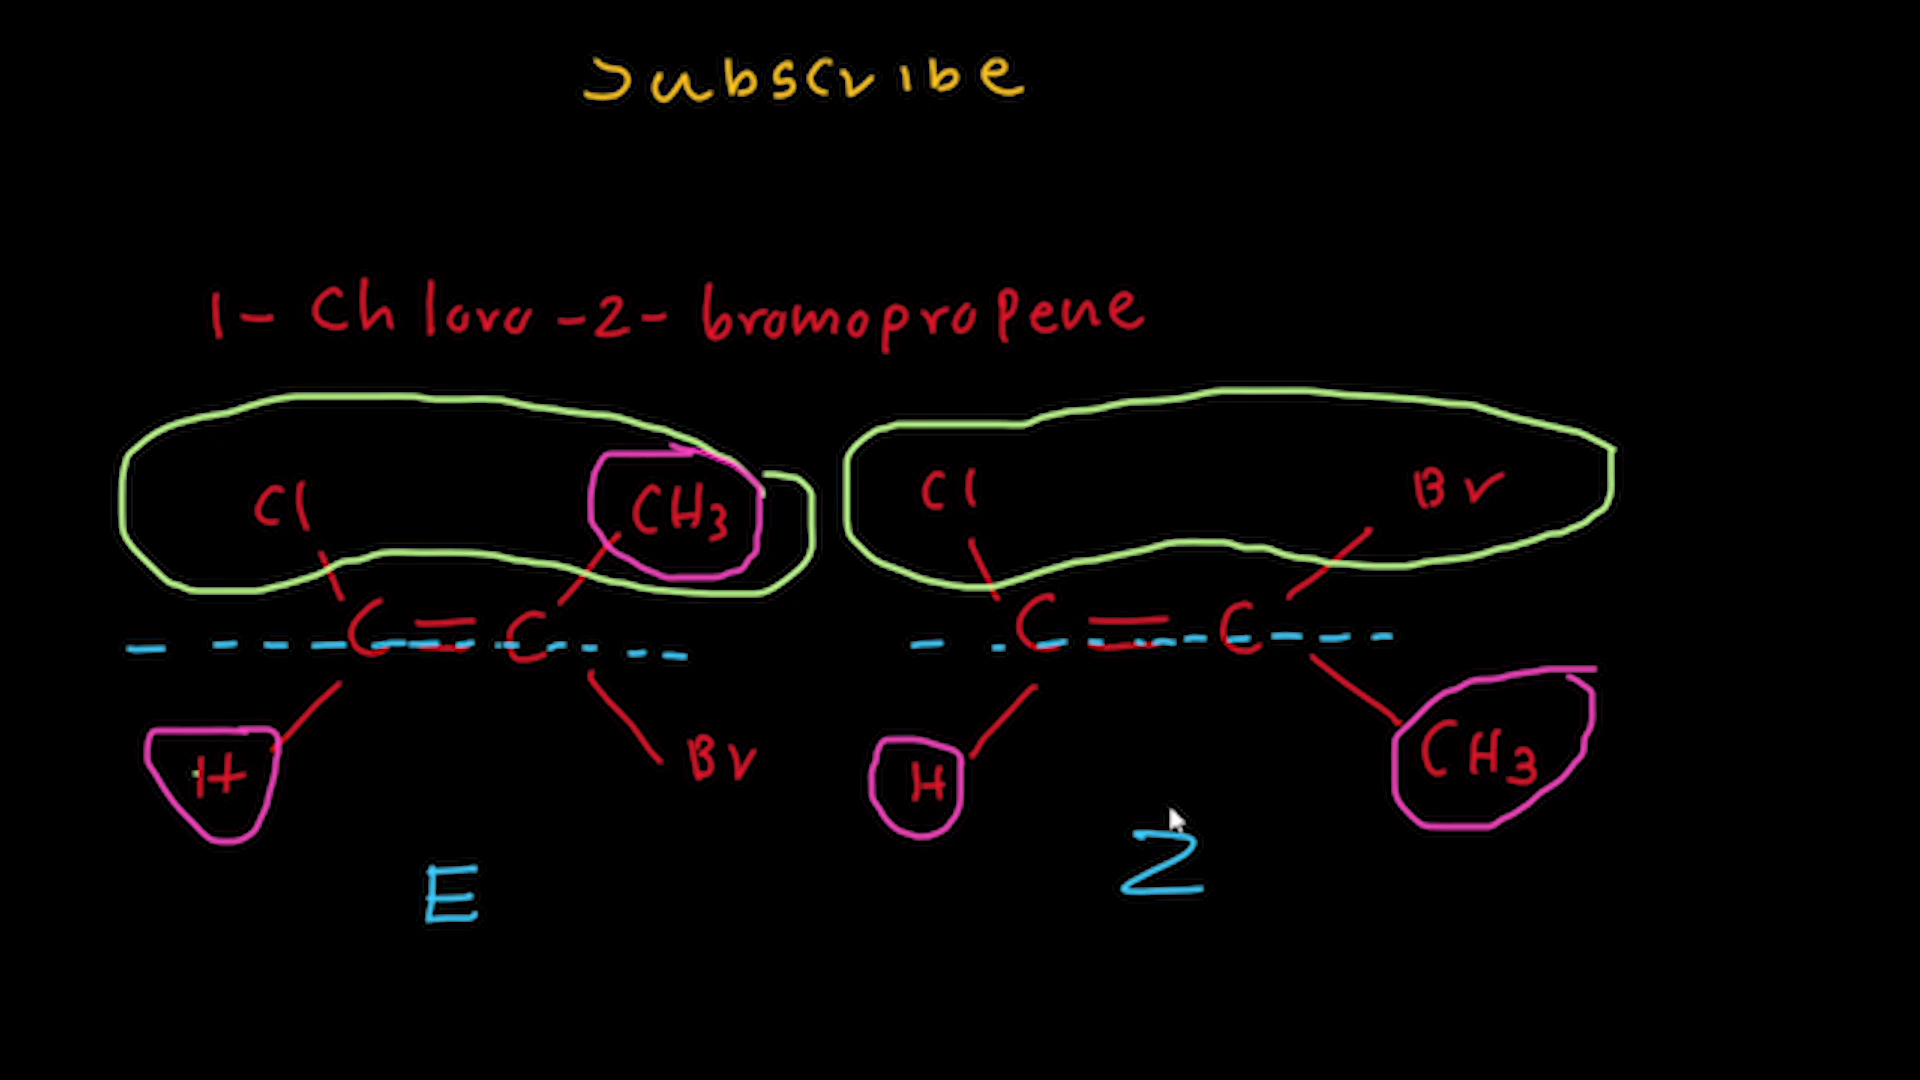 Subscribe
1-Chloro-2-bromopropene
Cl CH3 Cl Br
C=C C=C
H Br H CH3
E Z